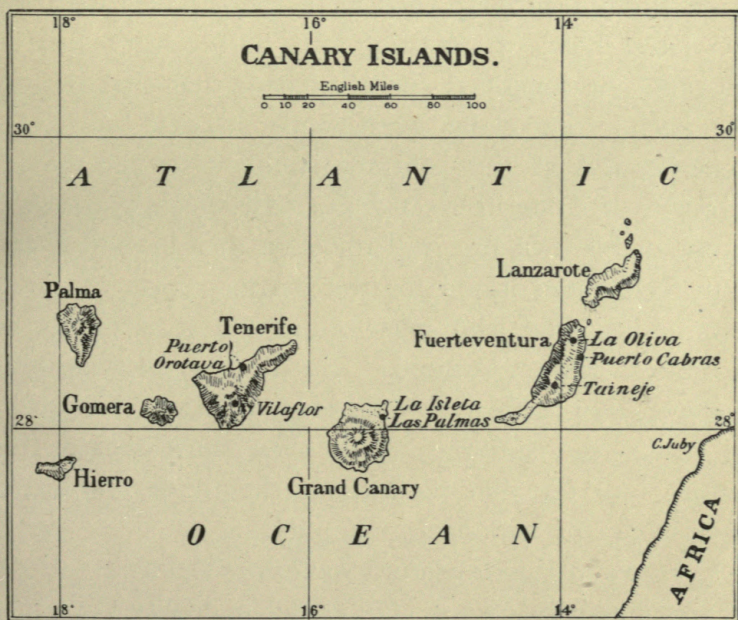 18° 16° 14°
CANARY ISLANDS.
English Miles
0 10 20 40 60 80 100
30° 30°
ATLANTIC
Lanzarote
Palma
Tenerife
Puerto
Orotava
Fuerteventura
La Oliva
Puerto Cabras
Taineje
Gomera
Vilaflor
La Isleta
Las Palmas
28° 28°
C. Juby
Hierro
Grand Canary
OCEAN
AFRICA
18° 16° 14°